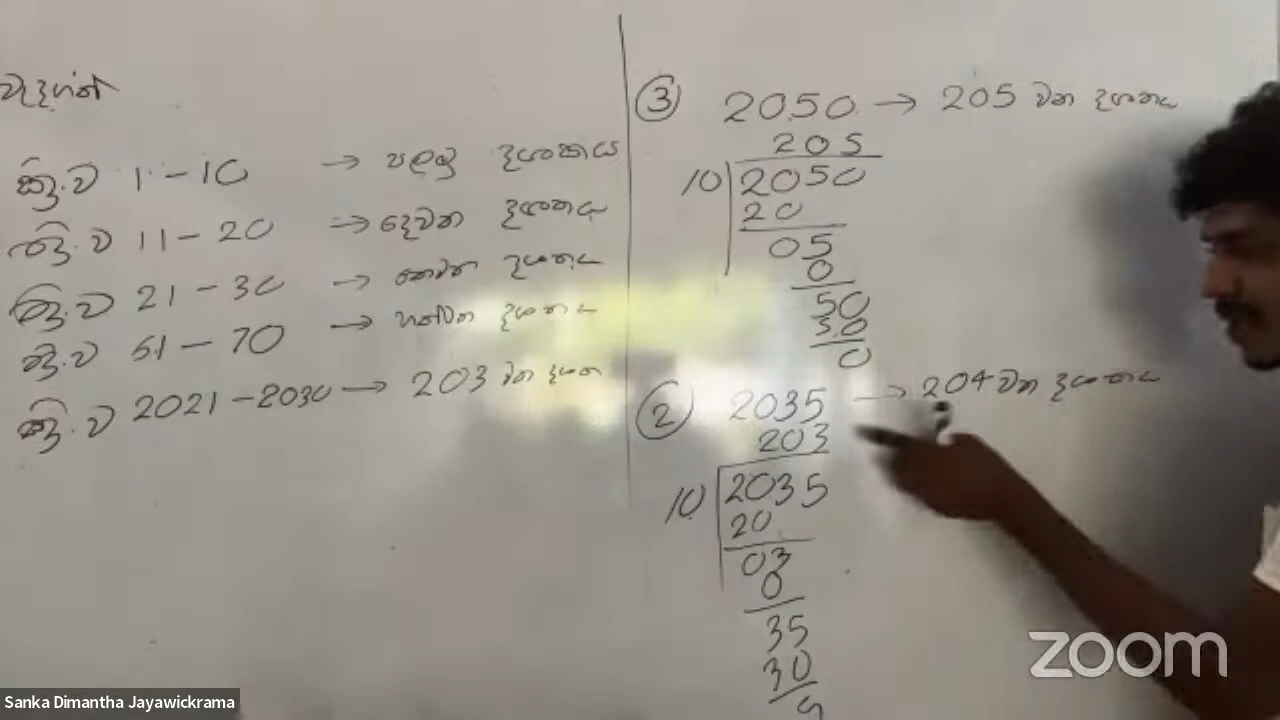 වැදගත්
ක්‍රි.ව 1 - 10 → පළමු දශකය
ක්‍රි.ව 11 - 20 → දෙවන දශකය
ක්‍රි.ව 21 - 30 → තෙවන දශකය
ක්‍රි.ව 61 - 70 → හත්වන දශකය
ක්‍රි.ව 2021 - 2030 → 203 වන දශක
③ 2050 → 205 වන දශකය
205
10 2050
20
05
0
50
50
0
② 2035 → 204 වන දශකය
203
10 2035
20
03
0
35
30
5
zoom
Sanka Dimantha Jayawickrama